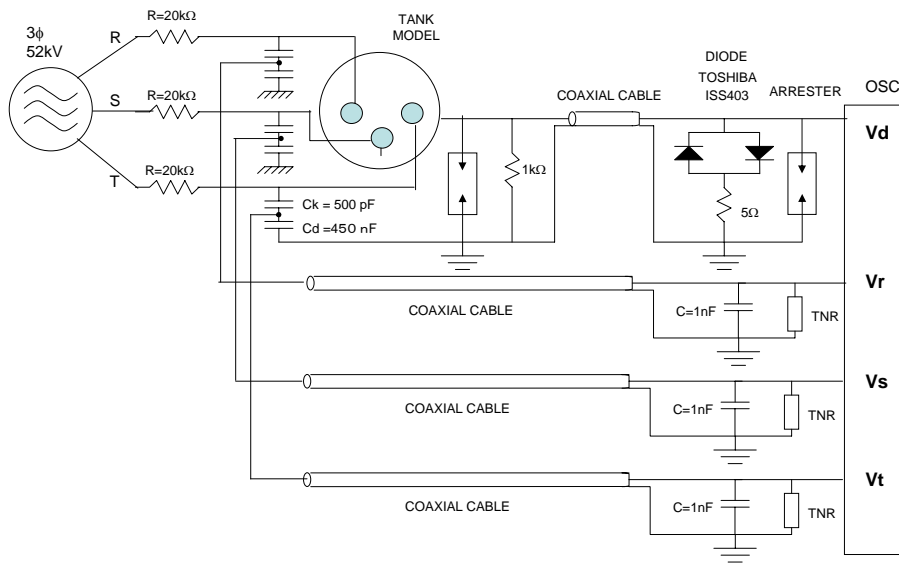 R=20kΩ
R
TANK
MODEL
3ϕ
52kV
DIODE
TOSHIBA
ISS403
ARRESTER
OSC
R=20kΩ
S
COAXIAL CABLE
Vd
R=20kΩ
T
1kΩ
5Ω
Ck = 500 pF
Cd =450 nF
Vr
COAXIAL CABLE
C=1nF
TNR
Vs
COAXIAL CABLE
C=1nF
TNR
Vt
COAXIAL CABLE
C=1nF
TNR